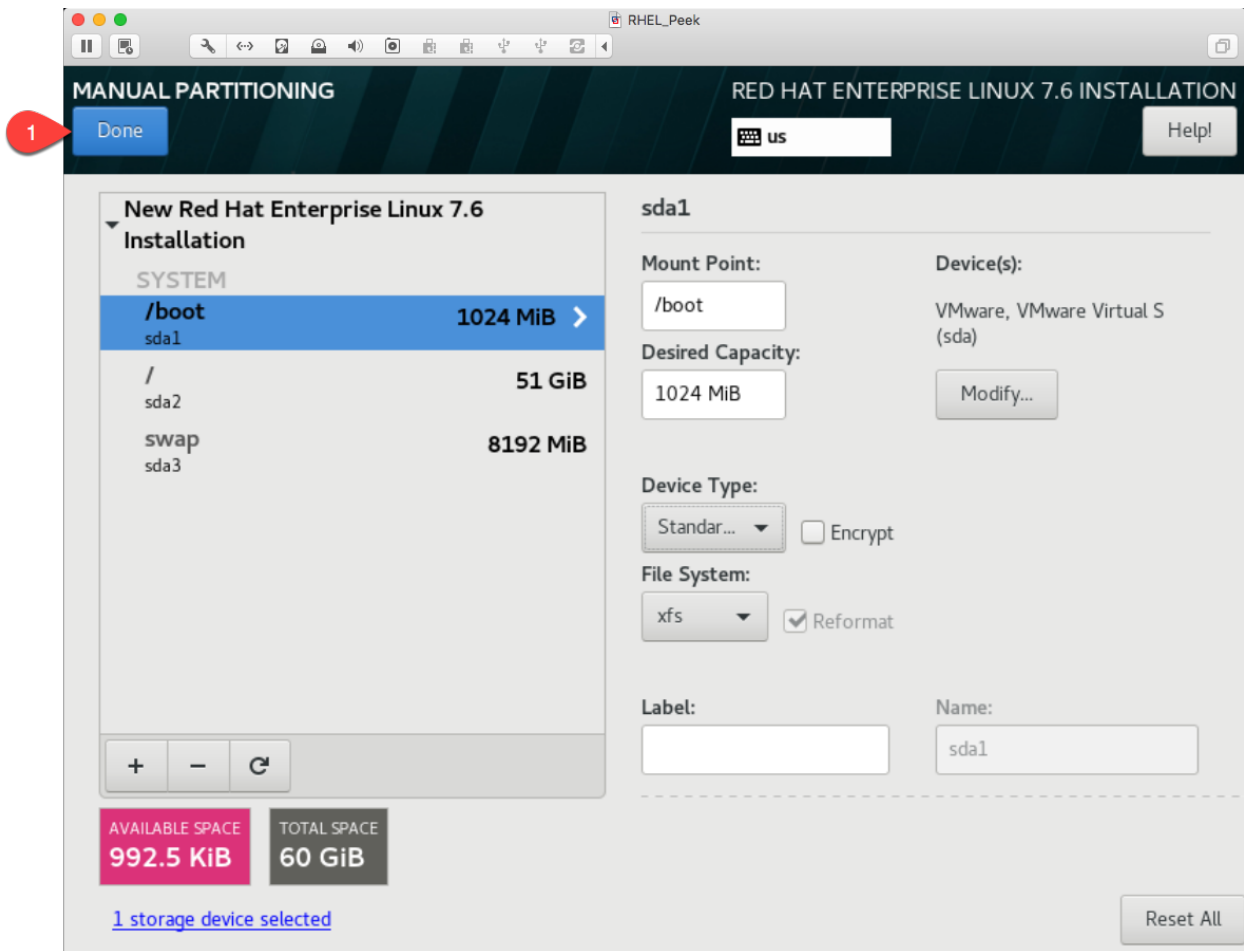 RHEL_Peek
MANUAL PARTITIONING
RED HAT ENTERPRISE LINUX 7.6 INSTALLATION
1
Done
us
Help!
New Red Hat Enterprise Linux 7.6
Installation
SYSTEM
/boot
1024 MiB
sda1
/
51 GiB
sda2
swap
8192 MiB
sda3
+
-
AVAILABLE SPACE
992.5 KiB
TOTAL SPACE
60 GiB
1 storage device selected
sda1
Mount Point:
/boot
Desired Capacity:
1024 MiB
Device(s):
VMware, VMware Virtual S
(sda)
Modify...
Device Type:
Standar...
Encrypt
File System:
xfs
Reformat
Label:
Name:
sda1
Reset All